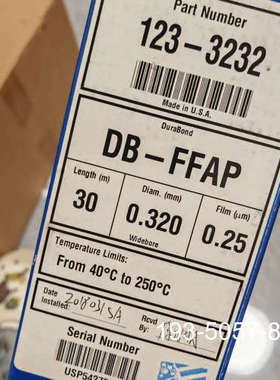 Part Number
123-3232
Made in U.S.A.
DuraBond
DB-FFAP
Length (m)
30
Diam. (mm)
0.320
Widebore
Film (µm)
0.25
Temperature Limits:
From 40°C to 250°C
Date
Installed:
Rcvd
By:
Serial Number